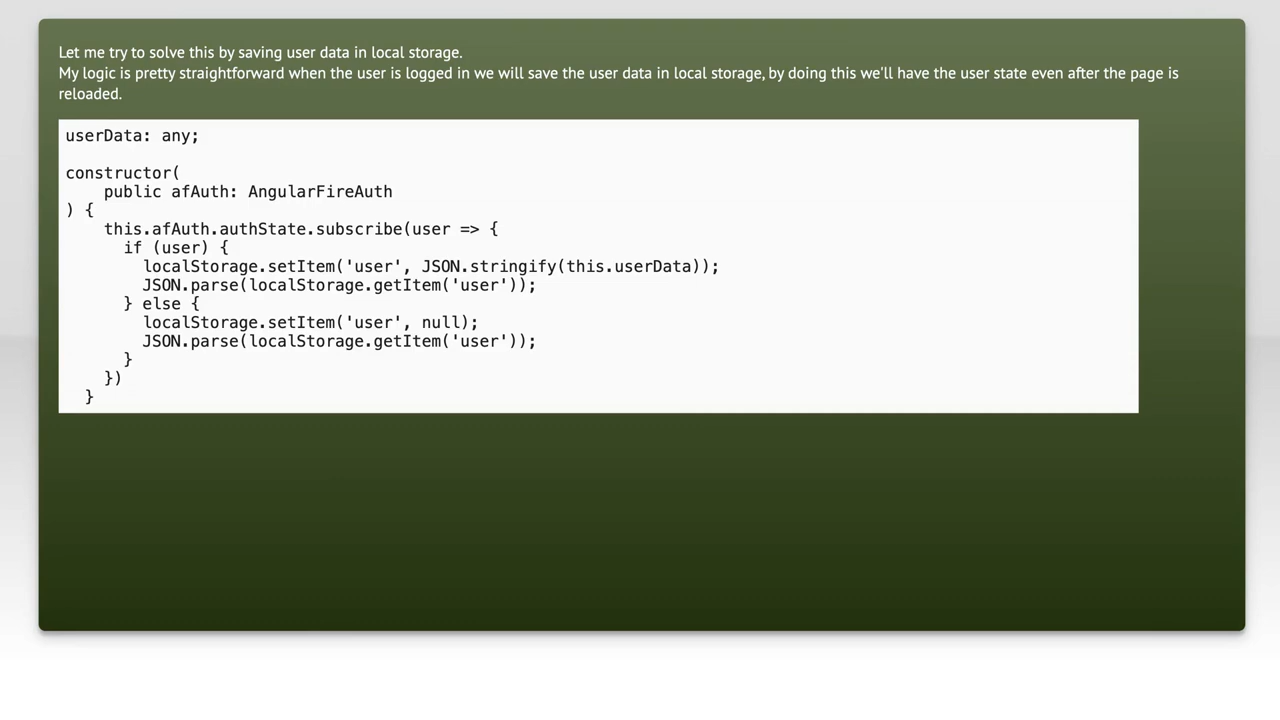 Let me try to solve this by saving user data in local storage.
My logic is pretty straightforward when the user is logged in we will save the user data in local storage, by doing this we'll have the user state even after the page is
reloaded.
userData: any;
constructor(
    public afAuth: AngularFireAuth
) {
    this.afAuth.authState.subscribe(user => {
      if (user) {
        localStorage.setItem('user', JSON.stringify(this.userData));
        JSON.parse(localStorage.getItem('user'));
      } else {
        localStorage.setItem('user', null);
        JSON.parse(localStorage.getItem('user'));
      }
    })
  }